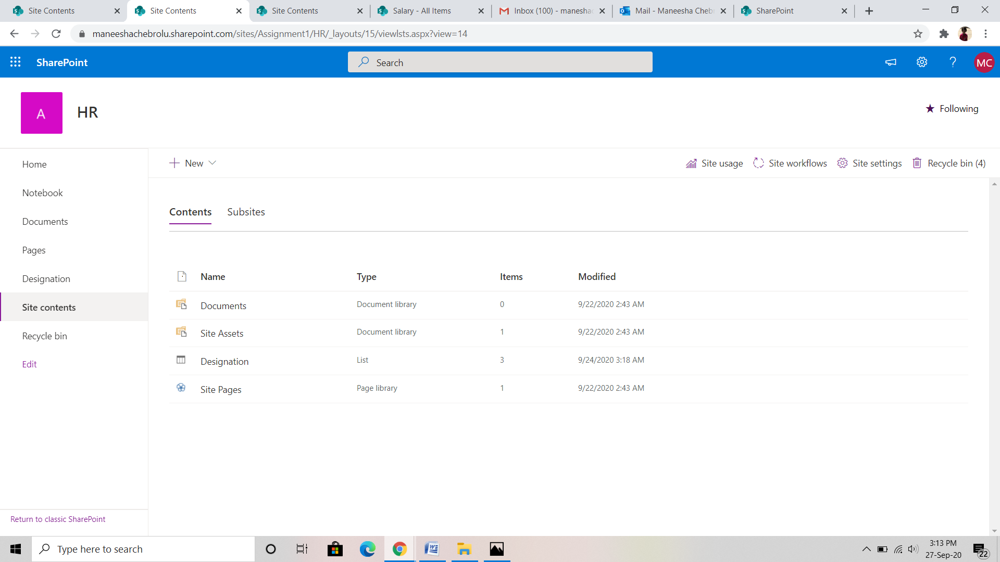 Site Contents
Site Contents
Site Contents
Salary - All Items
Inbox (100) - manesha
Mail - Maneesha Cheb
SharePoint
maneeshachebrolu.sharepoint.com/sites/Assignment1/HR/_layouts/15/viewlsts.aspx?view=14
SharePoint
Search
MC
A
HR
Following
Home
Notebook
Documents
Pages
Designation
Site contents
Recycle bin
Edit
Return to classic SharePoint
New
Site usage
Site workflows
Site settings
Recycle bin (4)
Contents
Subsites
Name Type Items Modified
Documents Document library 0 9/22/2020 2:43 AM
Site Assets Document library 1 9/22/2020 2:43 AM
Designation List 3 9/24/2020 3:18 AM
Site Pages Page library 1 9/22/2020 2:43 AM
Type here to search
3:13 PM
27-Sep-20
22